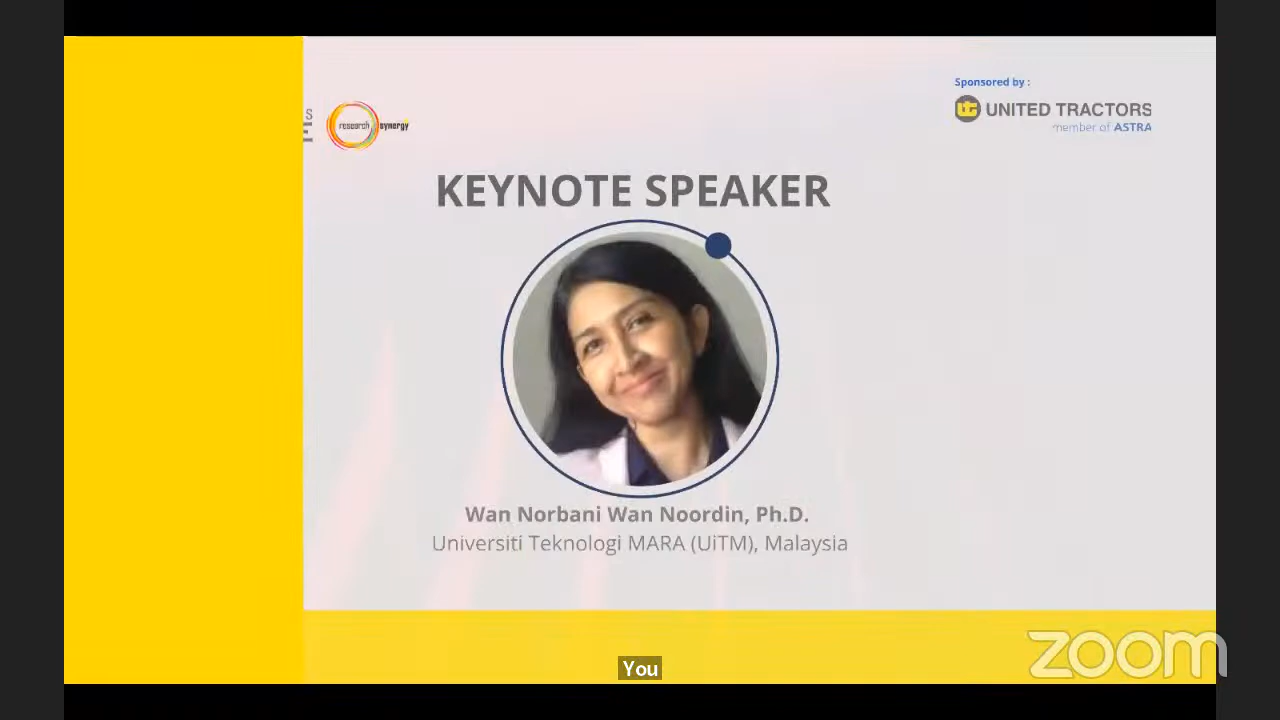 Sponsored by :
S
E
research synergy
UNITED TRACTORS
member of ASTRA
KEYNOTE SPEAKER
Wan Norbani Wan Noordin, Ph.D.
Universiti Teknologi MARA (UiTM), Malaysia
You
zoom